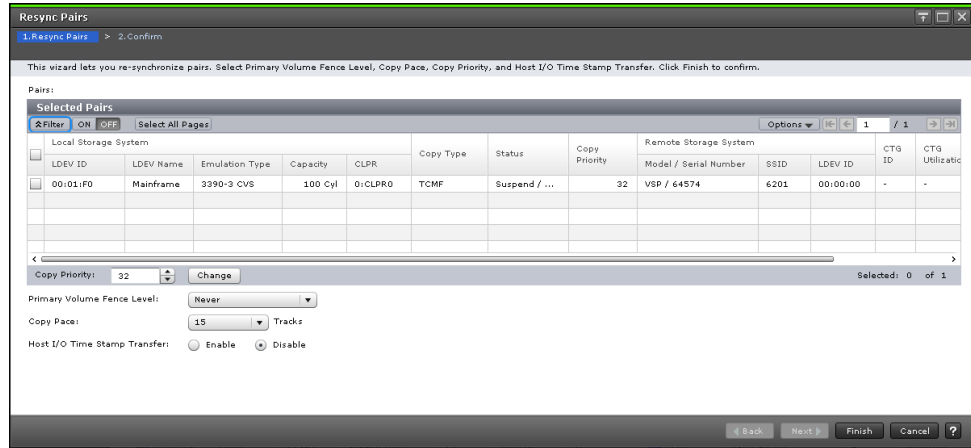 Resync Pairs
1.Resync Pairs > 2.Confirm
This wizard lets you re-synchronize pairs. Select Primary Volume Fence Level, Copy Pace, Copy Priority, and Host I/O Time Stamp Transfer. Click Finish to confirm.
Pairs:
Selected Pairs
Filter ON OFF Select All Pages Options 1 / 1
Local Storage System Copy Type Status Copy Priority Remote Storage System CTG ID CTG Utilizatic
LDEV ID LDEV Name Emulation Type Capacity CLPR Model / Serial Number SSID LDEV ID
00:01:F0 Mainframe 3390-3 CVS 100 Cyl 0:CLPR0 TCMF Suspend / ... 32 VSP / 64574 6201 00:00:00 - -
Copy Priority: 32 Change Selected: 0 of 1
Primary Volume Fence Level: Never
Copy Pace: 15 Tracks
Host I/O Time Stamp Transfer: Enable Disable
Back Next Finish Cancel ?